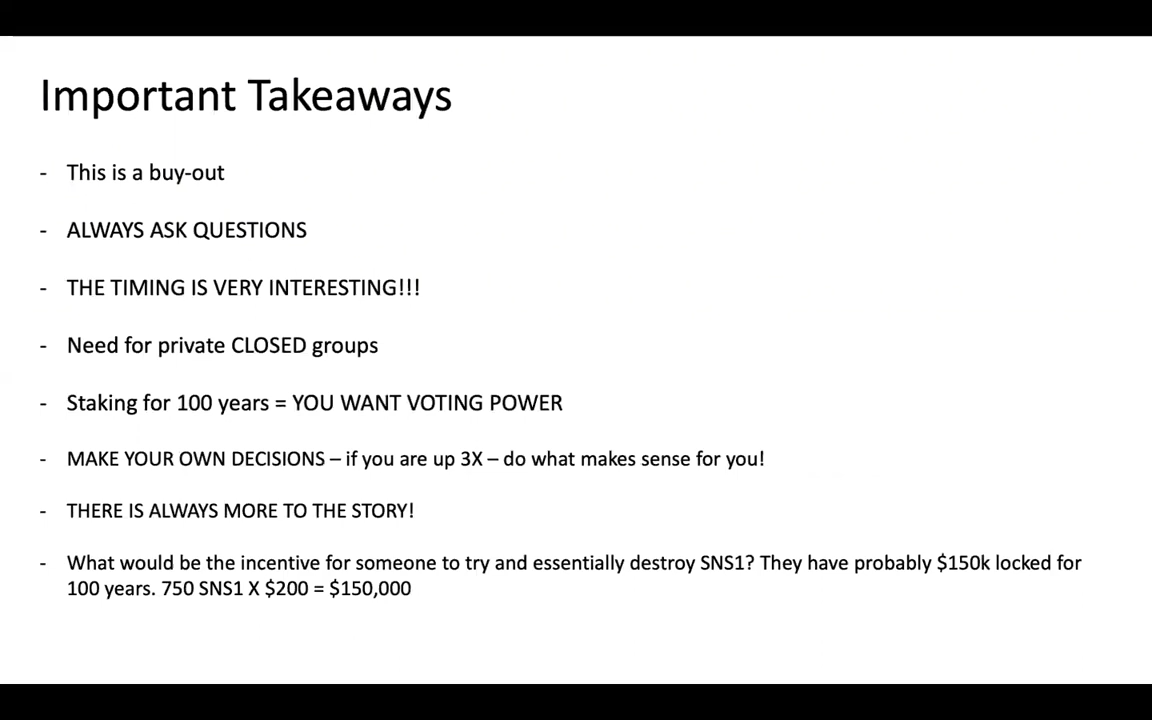 Important Takeaways
- This is a buy-out
- ALWAYS ASK QUESTIONS
- THE TIMING IS VERY INTERESTING!!!
- Need for private CLOSED groups
- Staking for 100 years = YOU WANT VOTING POWER
- MAKE YOUR OWN DECISIONS – if you are up 3X – do what makes sense for you!
- THERE IS ALWAYS MORE TO THE STORY!
- What would be the incentive for someone to try and essentially destroy SNS1? They have probably $150k locked for
100 years. 750 SNS1 X $200 = $150,000